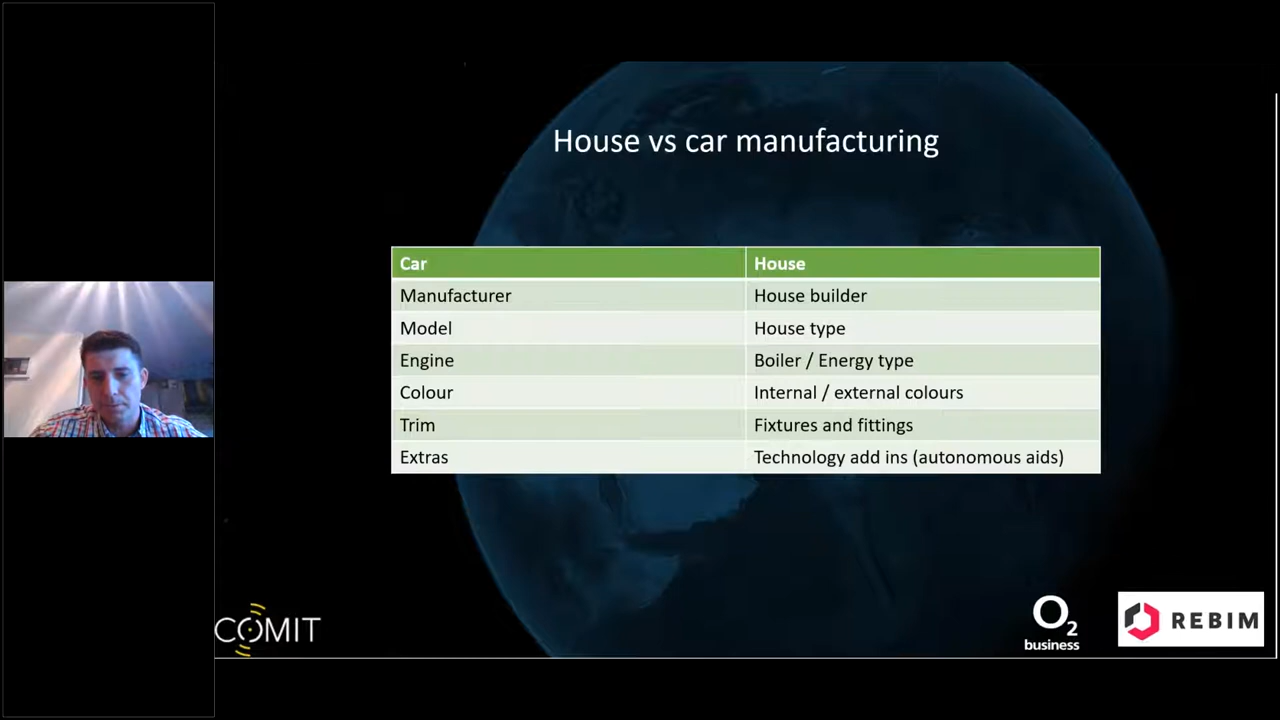 House vs car manufacturing
Car House
Manufacturer House builder
Model House type
Engine Boiler / Energy type
Colour Internal / external colours
Trim Fixtures and fittings
Extras Technology add ins (autonomous aids)
COMIT
O2
business
REBIM